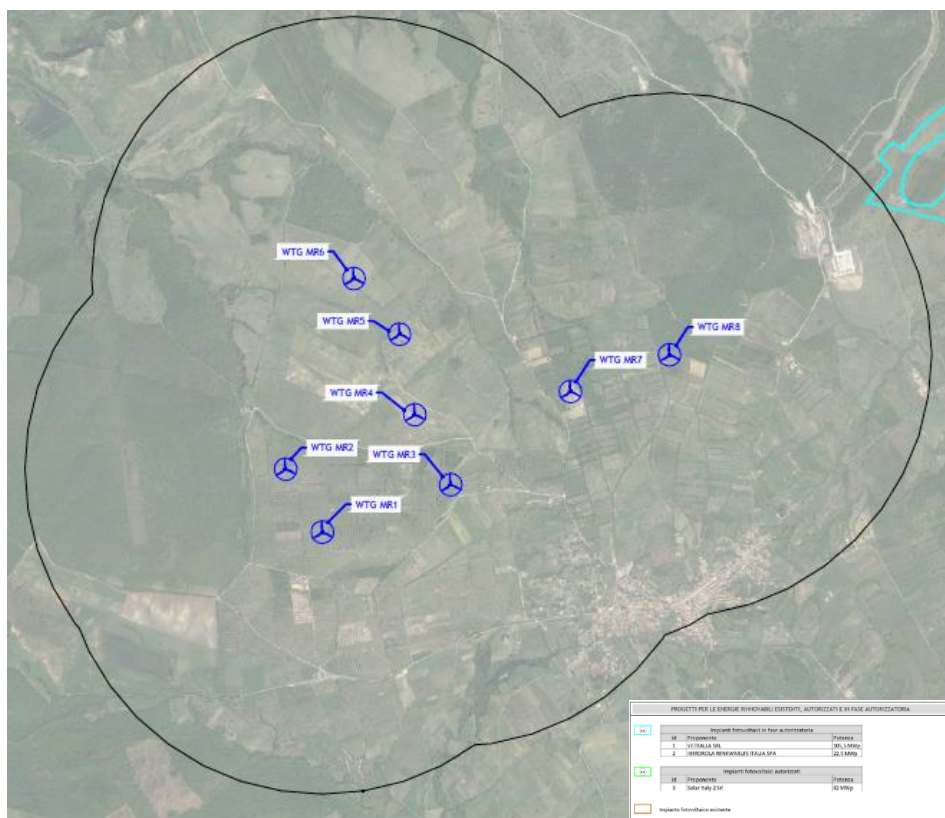 WTG MR6
WTG MR5
WTG MR8
WTG MR7
WTG MR4
WTG MR2
WTG MR3
WTG MR1
PROGETTI PER LE ENERGIE RINNOVABILI ESISTENTI, AUTORIZZATI E IN FASE AUTORIZZATORIA
Impianti fotovoltaici in fase autorizzatoria
Id Proponente Potenza
1 VETRALLA SRL MWp
2 IBERDROLA RENEWABLES ITALIA SPA 22,5 MWp
Impianti fotovoltaici autorizzati
Id Proponente Potenza
3 Solar Italy 2 Srl 82 MWp
Impianto fotovoltaico esistente